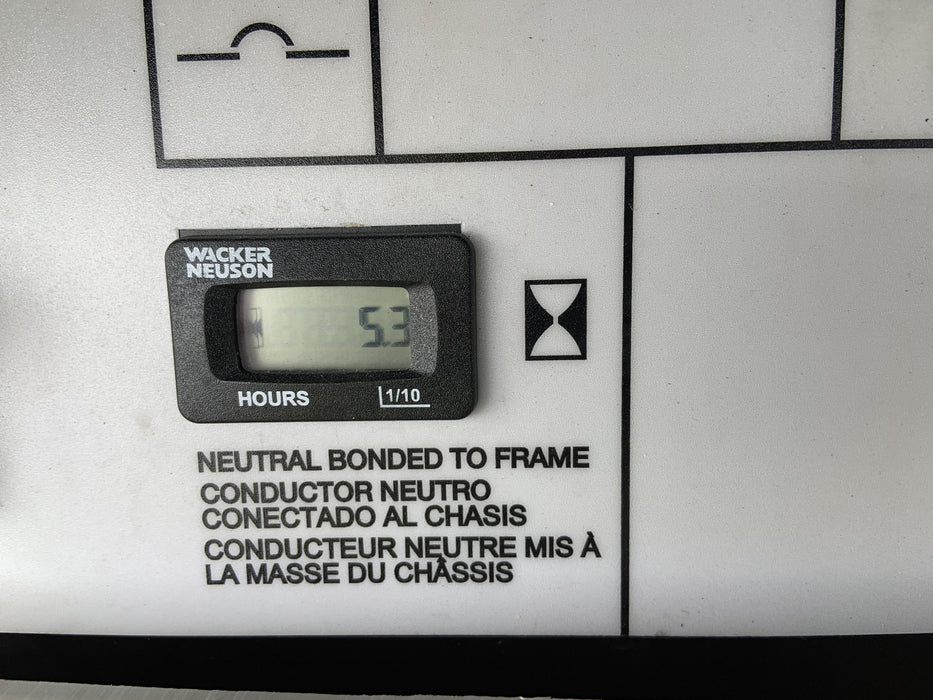 WACKER
NEUSON
5.3
HOURS 1/10
NEUTRAL BONDED TO FRAME
CONDUCTOR NEUTRO
CONECTADO AL CHASIS
CONDUCTEUR NEUTRE MIS À
LA MASSE DU CHÂSSIS